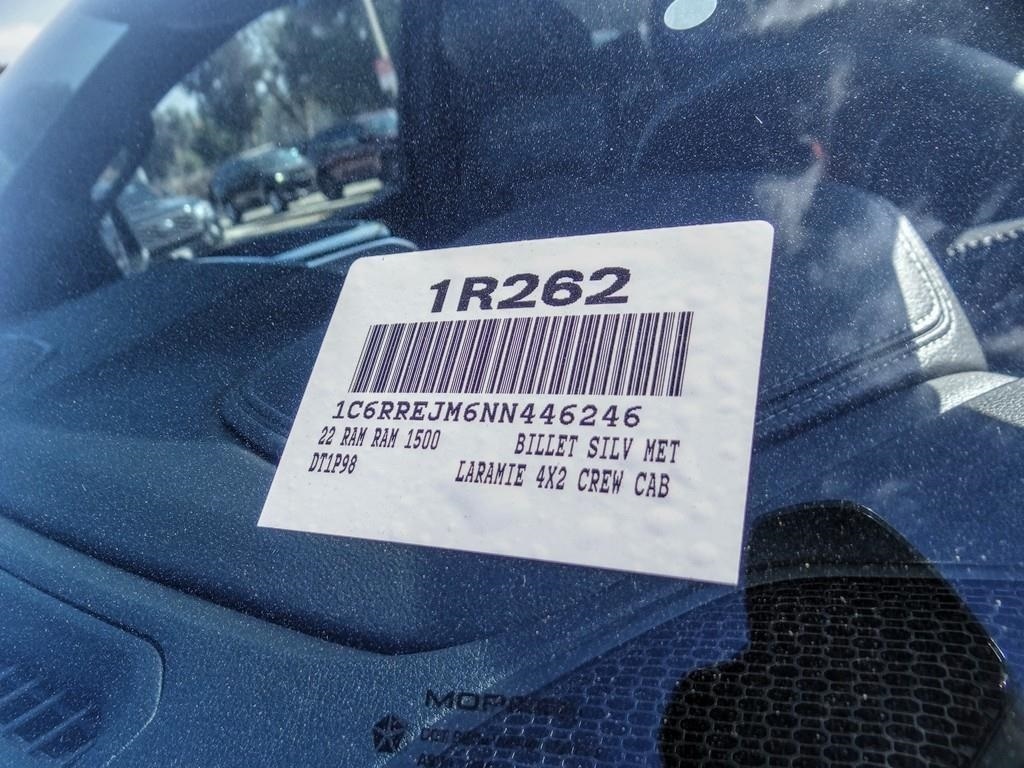 1R262
1C6RREJM6NN446246
22 RAM RAM 1500 BILLET SILV MET
DT1P98 LARAMIE 4X2 CREW CAB